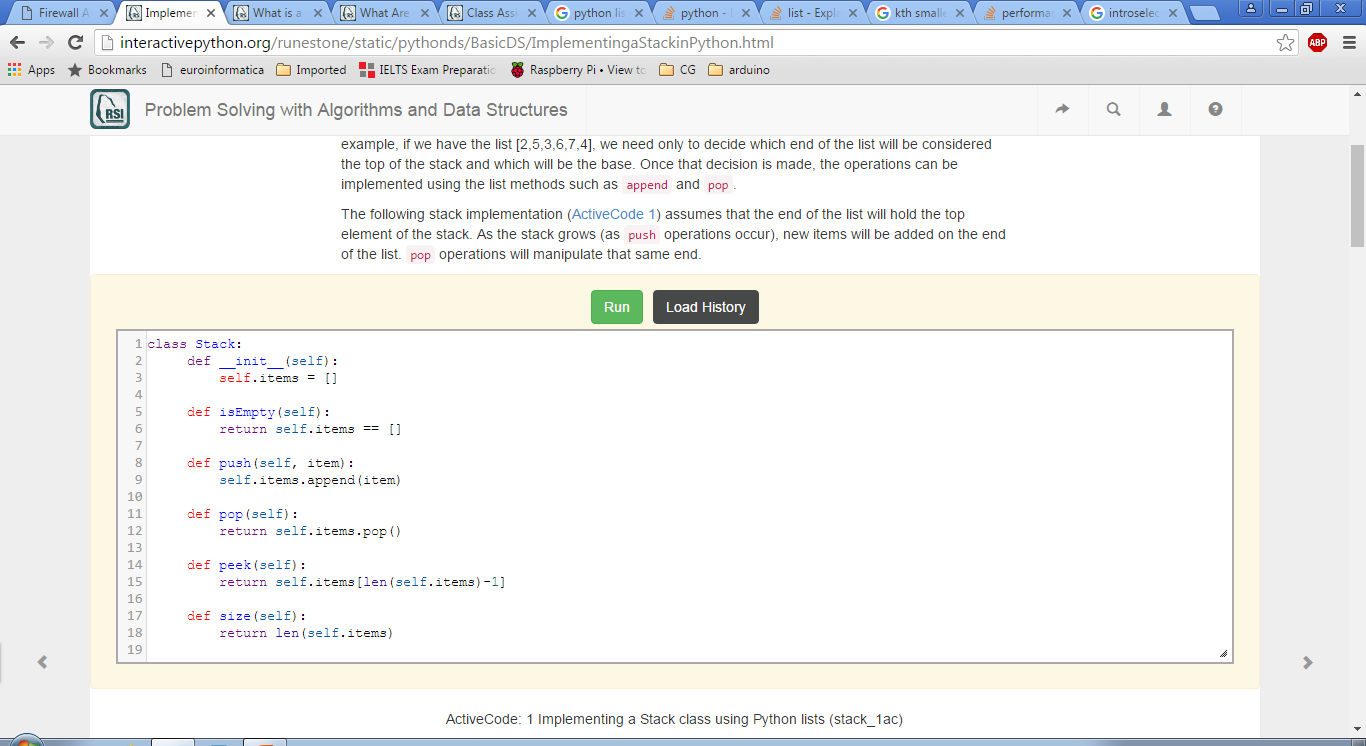 Firewall A
Implemen
What is a
What Are
Class Ass
python lis
python -
list - Expla
kth smalle
performan
introselec
interactivepython.org/runestone/static/pythonds/BasicDS/ImplementingaStackinPython.html
ABP
Apps
Bookmarks
euroinformatica
Imported
IELTS Exam Preparatio
Raspberry Pi • View to
CG
arduino
RSI
Problem Solving with Algorithms and Data Structures
example, if we have the list [2,5,3,6,7,4], we need only to decide which end of the list will be considered
the top of the stack and which will be the base. Once that decision is made, the operations can be
implemented using the list methods such as append and pop .
The following stack implementation (ActiveCode 1) assumes that the end of the list will hold the top
element of the stack. As the stack grows (as push operations occur), new items will be added on the end
of the list. pop operations will manipulate that same end.
Run
Load History
1 class Stack:
2     def __init__(self):
3         self.items = []
4
5     def isEmpty(self):
6         return self.items == []
7
8     def push(self, item):
9         self.items.append(item)
10
11     def pop(self):
12         return self.items.pop()
13
14     def peek(self):
15         return self.items[len(self.items)-1]
16
17     def size(self):
18         return len(self.items)
19
ActiveCode: 1 Implementing a Stack class using Python lists (stack_1ac)